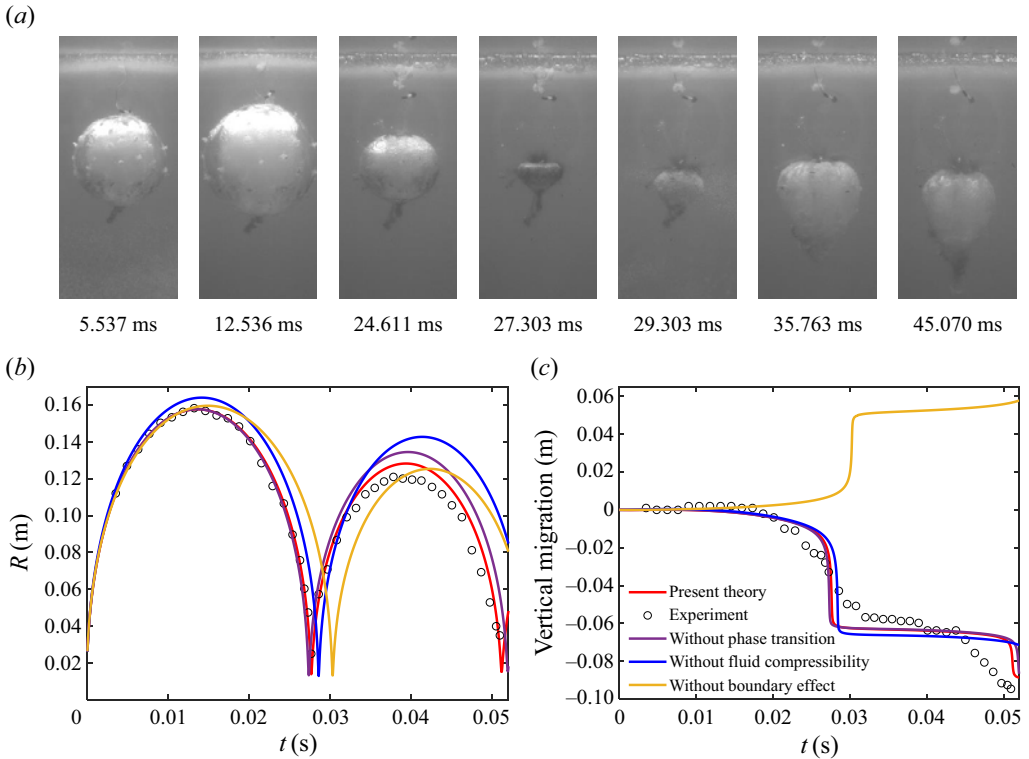 (a)
5.537 ms 12.536 ms 24.611 ms 27.303 ms 29.303 ms 35.763 ms 45.070 ms
(b)
(c)
0.16
0.14
0.12
0.10
0.08
0.06
0.04
0.02
R (m)
0 0.01 0.02 0.03 0.04 0.05
t (s)
0.06
0.04
0.02
0
–0.02
–0.04
–0.06
–0.08
–0.10
Vertical migration (m)
Present theory
Experiment
Without phase transition
Without fluid compressibility
Without boundary effect
0 0.01 0.02 0.03 0.04 0.05
t (s)